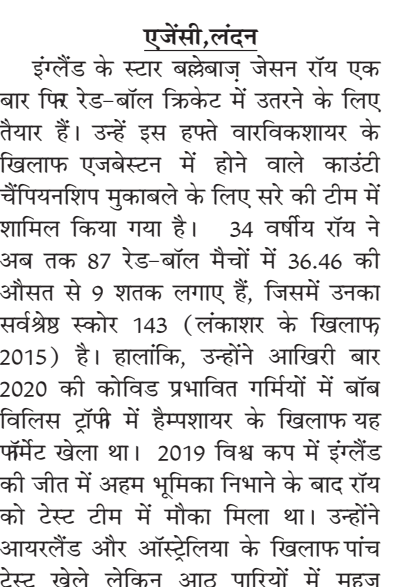 एजेंसी,लंदन
इंग्लैंड के स्टार बल्लेबाज़ जेसन रॉय एक
बार फिर रेड-बॉल क्रिकेट में उतरने के लिए
तैयार हैं। उन्हें इस हफ्ते वारविकशायर के
खिलाफ एजबेस्टन में होने वाले काउंटी
चैंपियनशिप मुकाबले के लिए सरे की टीम में
शामिल किया गया है। 34 वर्षीय रॉय ने
अब तक 87 रेड-बॉल मैचों में 36.46 की
औसत से 9 शतक लगाए हैं, जिसमें उनका
सर्वश्रेष्ठ स्कोर 143 (लंकाशर के खिलाफ,
2015) है। हालांकि, उन्होंने आखिरी बार
2020 की कोविड प्रभावित गर्मियों में बॉब
विलिस ट्रॉफी में हैम्पशायर के खिलाफ यह
फॉर्मेट खेला था। 2019 विश्व कप में इंग्लैंड
की जीत में अहम भूमिका निभाने के बाद रॉय
को टेस्ट टीम में मौका मिला था। उन्होंने
आयरलैंड और ऑस्ट्रेलिया के खिलाफ पांच
टेस्ट खेले लेकिन आठ पारियों में महज